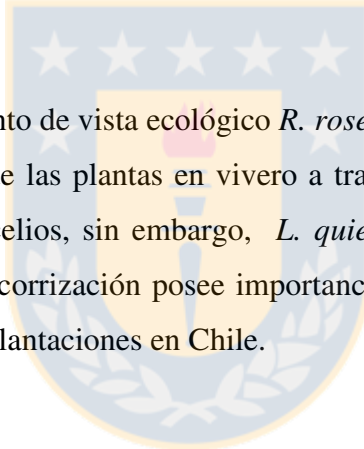 nto de vista ecológico R. rose
e las plantas en vivero a tra
celios, sin embargo, L. quie
corrización posee importanc
lantaciones en Chile.